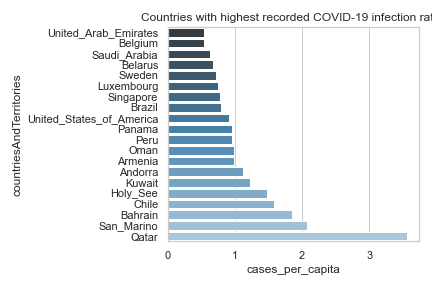 Countries with highest recorded COVID-19 infection rat
United_Arab_Emirates
Belgium
Saudi_Arabia
Belarus
Sweden
Luxembourg
Singapore
Brazil
United_States_of_America
Panama
Peru
Oman
Armenia
Andorra
Kuwait
Holy_See
Chile
Bahrain
San_Marino
Qatar
countriesAndTerritories
0 1 2 3
cases_per_capita